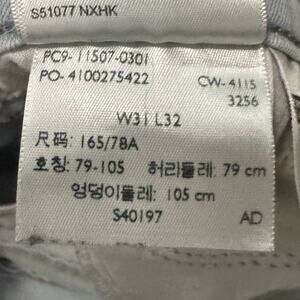 S51077 NXHK
PC9- 11507-0301
PO- 4100275422
CW- 4115
3256
W31 L32
尺码: 165/78A
호칭: 79-105 허리둘레: 79 cm
엉덩이둘레: 105 cm
S40197 AD